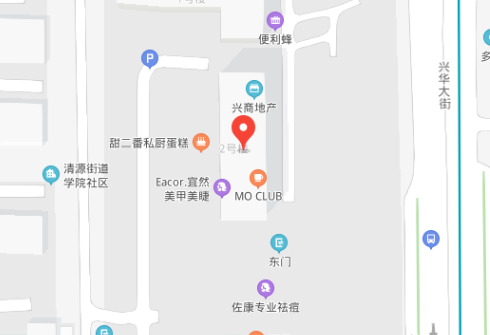 便利蜂
兴华大街
兴商地产
甜二番私厨蛋糕
2号楼
清源街道
学院社区
Eacor.宜然
美甲美睫
MO CLUB
东门
佐康专业祛痘
P
多